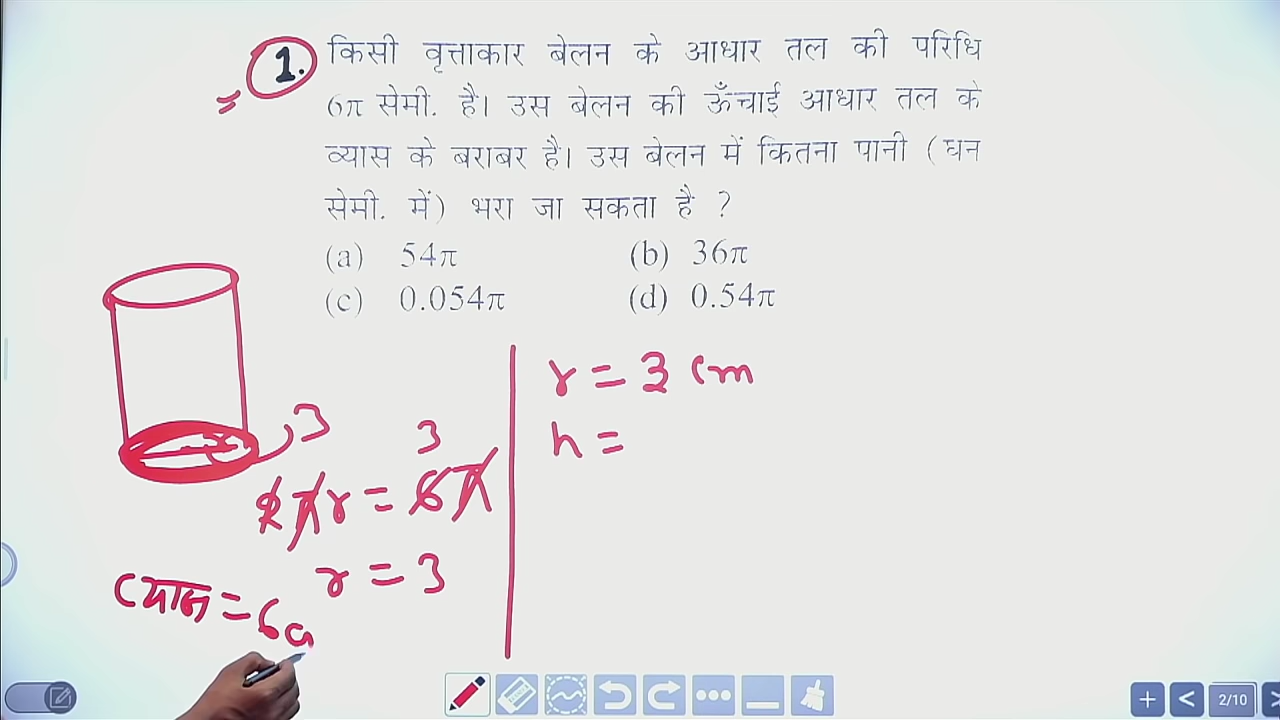 1. किसी वृत्ताकार बेलन के आधार तल की परिधि
6π सेमी. है। उस बेलन की ऊँचाई आधार तल के
व्यास के बराबर है। उस बेलन में कितना पानी (घन
सेमी. में) भरा जा सकता है ?
(a) 54π (b) 36π
(c) 0.054π (d) 0.54π
r = 3 cm
h =
3
3
2πr = 6π
r = 3
व्यास = 6c
2/10